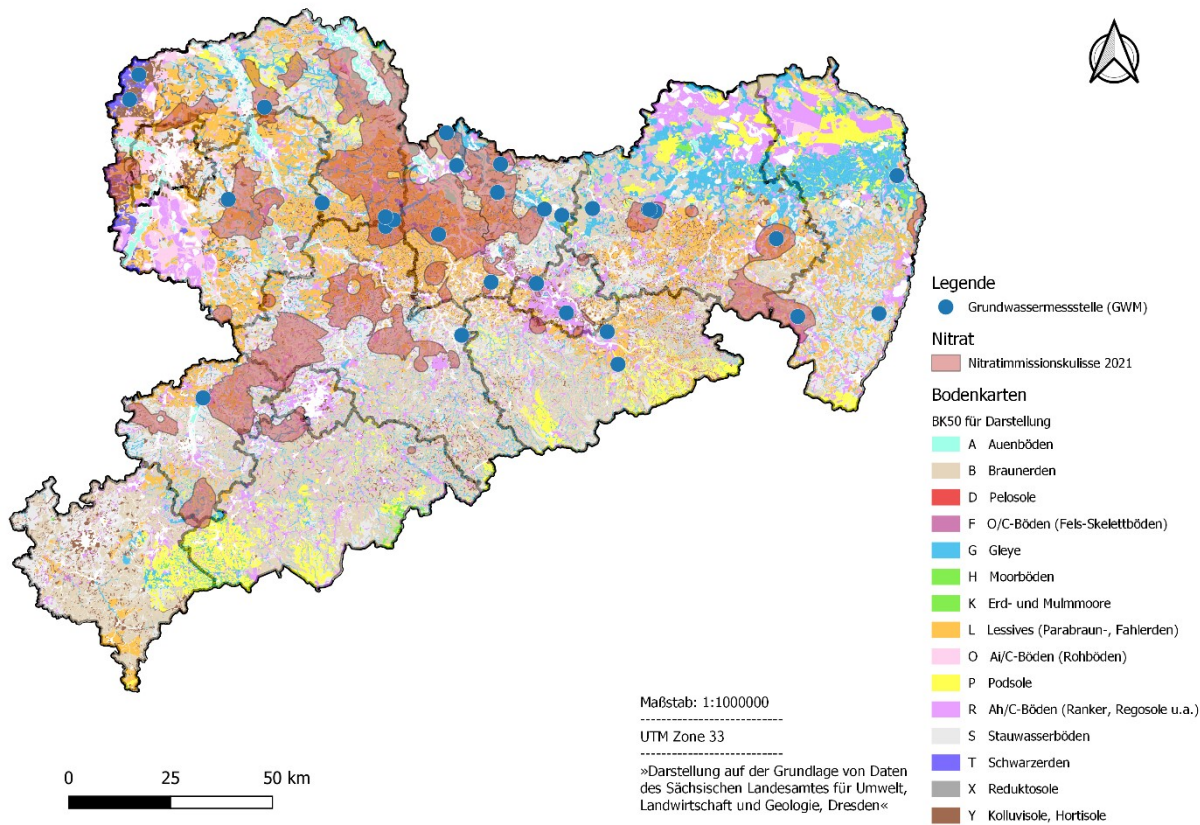 Legende
Grundwassermessstelle (GWM)
Nitrat
Nitratimmissionskulisse 2021
Bodenkarten
BK50 für Darstellung
A Auenböden
B Braunerden
D Pelosole
F O/C-Böden (Fels-Skelettböden)
G Gleye
H Moorböden
K Erd- und Mulmmoore
L Lessives (Parabraun-, Fahlerden)
O Ai/C-Böden (Rohböden)
P Podsole
R Ah/C-Böden (Ranker, Regosole u.a.)
S Stauwasserböden
T Schwarzerden
X Reduktosole
Y Kolluvisole, Hortisole
Maßstab: 1:1000000
--------------------------
UTM Zone 33
--------------------------
»Darstellung auf der Grundlage von Daten
des Sächsischen Landesamtes für Umwelt,
Landwirtschaft und Geologie, Dresden«
0 25 50 km